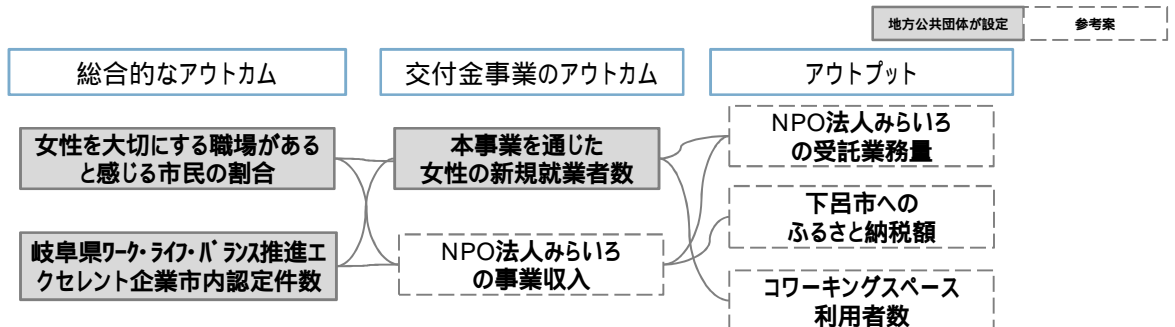 地方公共団体が設定
参考案
総合的なアウトカム
交付金事業のアウトカム
アウトプット
女性を大切にする職場がある
と感じる市民の割合
本事業を通じた
女性の新規就業者数
NPO法人みらいろ
の受託業務量
下呂市への
ふるさと納税額
岐阜県ワーク・ライフ・バランス推進エ
クセレント企業市内認定件数
NPO法人みらいろ
の事業収入
コワーキングスペース
利用者数